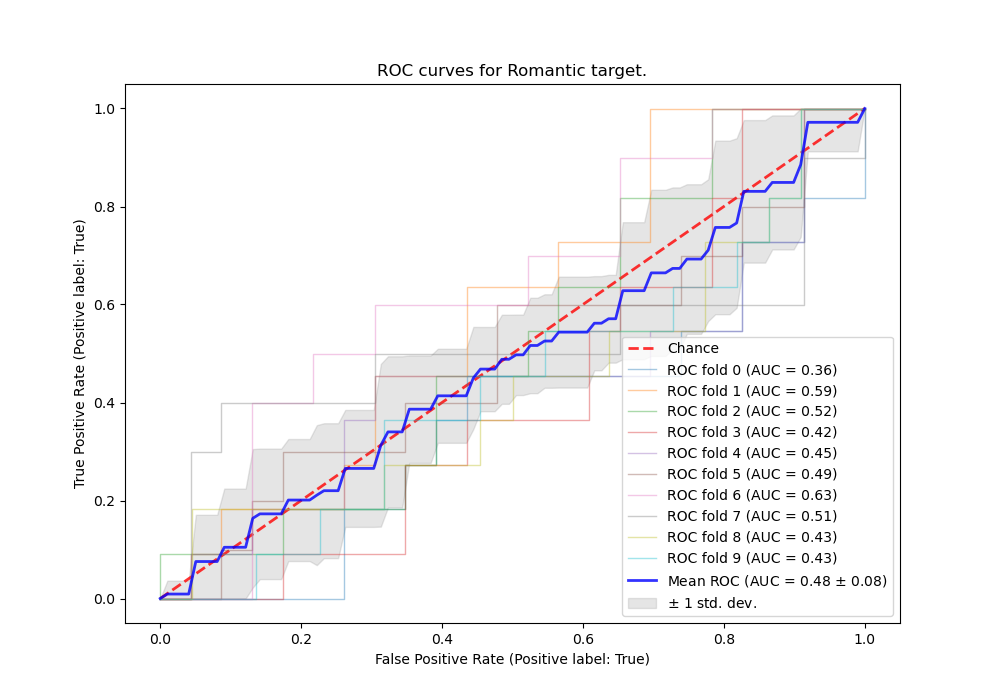 ROC curves for Romantic target.
True Positive Rate (Positive label: True)
1.0
0.8
0.6
0.4
0.2
0.0
Chance
ROC fold 0 (AUC = 0.36)
ROC fold 1 (AUC = 0.59)
ROC fold 2 (AUC = 0.52)
ROC fold 3 (AUC = 0.42)
ROC fold 4 (AUC = 0.45)
ROC fold 5 (AUC = 0.49)
ROC fold 6 (AUC = 0.63)
ROC fold 7 (AUC = 0.51)
ROC fold 8 (AUC = 0.43)
ROC fold 9 (AUC = 0.43)
Mean ROC (AUC = 0.48 ± 0.08)
± 1 std. dev.
0.0 0.2 0.4 0.6 0.8 1.0
False Positive Rate (Positive label: True)